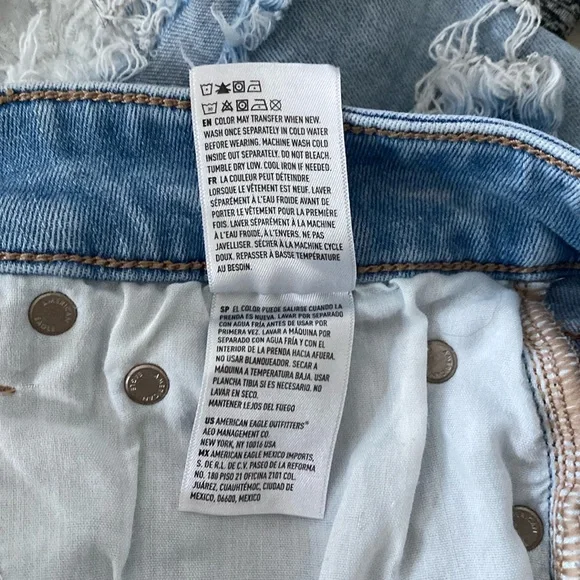 EN COLOR MAY TRANSFER WHEN NEW.
WASH ONCE SEPARATELY IN COLD WATER
BEFORE WEARING. MACHINE WASH COLD
INSIDE OUT SEPARATELY. DO NOT BLEACH.
TUMBLE DRY LOW. COOL IRON IF NEEDED.
FR LA COULEUR PEUT DÉTEINDRE
LORSQUE LE VÊTEMENT EST NEUF. LAVER
SÉPARÉMENT À L'EAU FROIDE AVANT DE
PORTER LE VÊTEMENT POUR LA PREMIÈRE
FOIS. LAVER SÉPARÉMENT À LA MACHINE
À L'EAU FROIDE, À L'ENVERS. NE PAS
JAVELLISER. SÉCHER À LA MACHINE CYCLE
DOUX. REPASSER À BASSE TEMPÉRATURE
AU BESOIN.
SP EL COLOR PUEDE SALIRSE CUANDO LA
PRENDA ES NUEVA. LAVAR POR SEPARADO
CON AGUA FRÍA ANTES DE USAR POR
PRIMERA VEZ. LAVAR A MÁQUINA POR
SEPARADO CON AGUA FRÍA Y CON EL
INTERIOR DE LA PRENDA HACIA AFUERA.
NO USAR BLANQUEADOR. SECAR A
MÁQUINA A TEMPERATURA BAJA. USAR
PLANCHA TIBIA SI ES NECESARIO. NO
LAVAR EN SECO.
MANTENER LEJOS DEL FUEGO
US AMERICAN EAGLE OUTFITTERS®
AEO MANAGEMENT CO.
NEW YORK, NY 10016 USA
MX AMERICAN EAGLE MEXICO IMPORTS,
S. DE R.L. DE C.V. PASEO DE LA REFORMA
NO. 180 PISO 21 OFICINA 2101 COL.
JUÁREZ, CUAUHTÉMOC, CIUDAD DE
MÉXICO, 06600, MEXICO
AMERICAN EAGLE
AMERICAN EAGLE
AMERICAN EAGLE